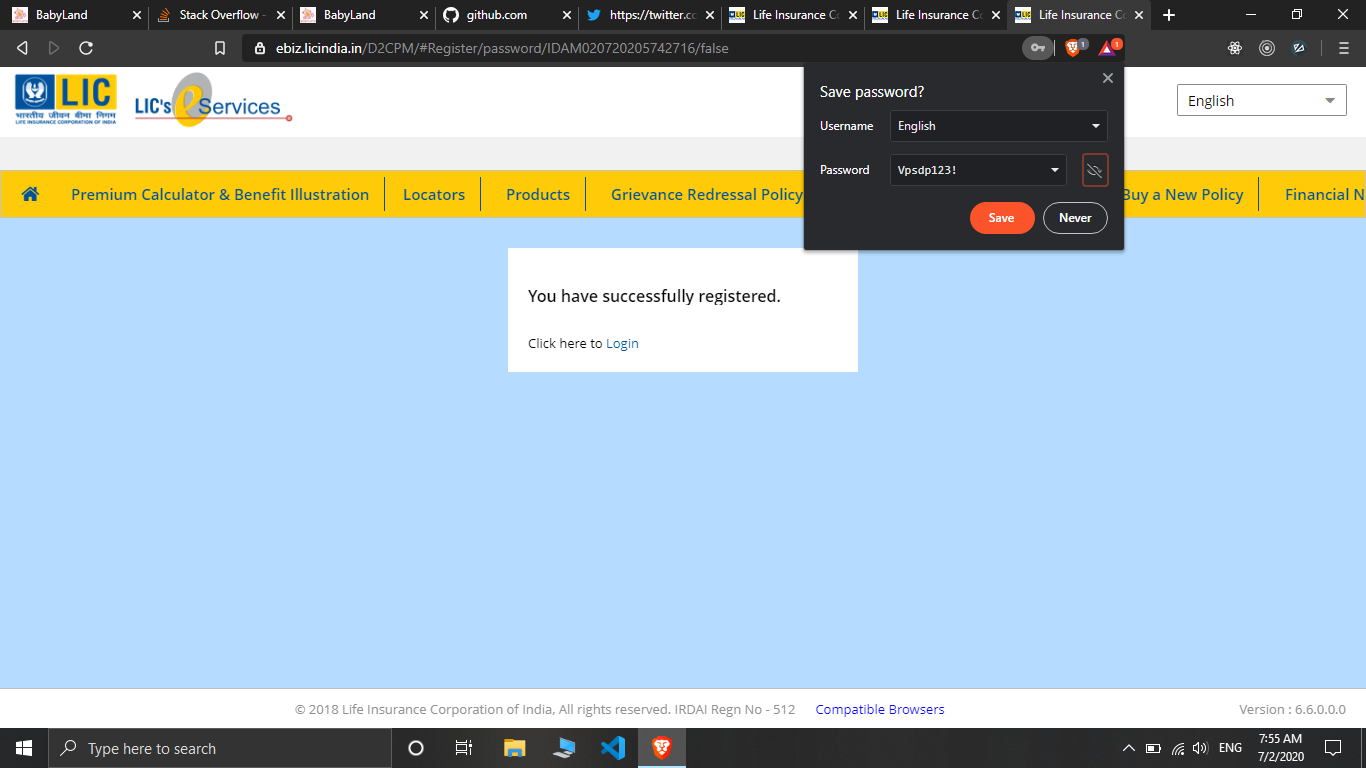 BabyLand
Stack Overflow -
BabyLand
github.com
https://twitter.co
Life Insurance Co
Life Insurance Co
Life Insurance Co
ebiz.licindia.in/D2CPM/#Register/password/IDAM020720205742716/false
1
1
LIC
भारतीय जीवन बीमा निगम
LIFE INSURANCE CORPORATION OF INDIA
LIC's e Services
English
Save password?
Username English
Password Vpsdp123!
Save Never
Premium Calculator & Benefit Illustration Locators Products Grievance Redressal Policy Buy a New Policy Financial N
You have successfully registered.
Click here to Login
© 2018 Life Insurance Corporation of India, All rights reserved. IRDAI Regn No - 512 Compatible Browsers Version : 6.6.0.0.0
Type here to search
ENG
7:55 AM
7/2/2020